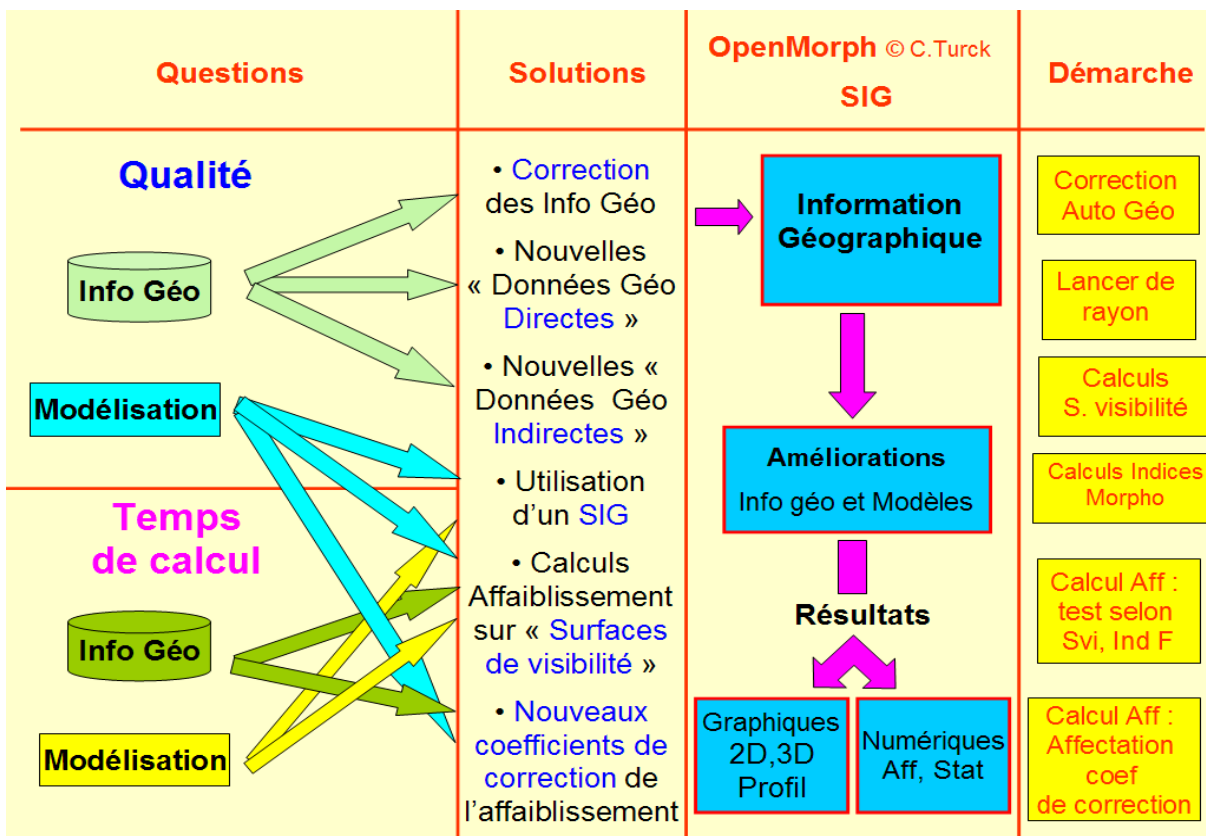 Questions
Solutions
OpenMorph © C.Turck
SIG
Démarche
Qualité
Info Géo
Modélisation
Temps
de calcul
Info Géo
Modélisation
• Correction
des Info Géo
• Nouvelles
« Données Géo
Directes »
• Nouvelles «
Données Géo
Indirectes »
• Utilisation
d’un SIG
• Calculs
Affaiblissement
sur « Surfaces
de visibilité »
• Nouveaux
coefficients de
correction de
l’affaiblissement
Information
Géographique
Améliorations
Info géo et Modèles
Résultats
Graphiques
2D,3D
Profil
Numériques
Aff, Stat
Correction
Auto Géo
Lancer de
rayon
Calculs
S. visibilité
Calculs Indices
Morpho
Calcul Aff :
test selon
Svi, Ind F
Calcul Aff :
Affectation
coef
de correction